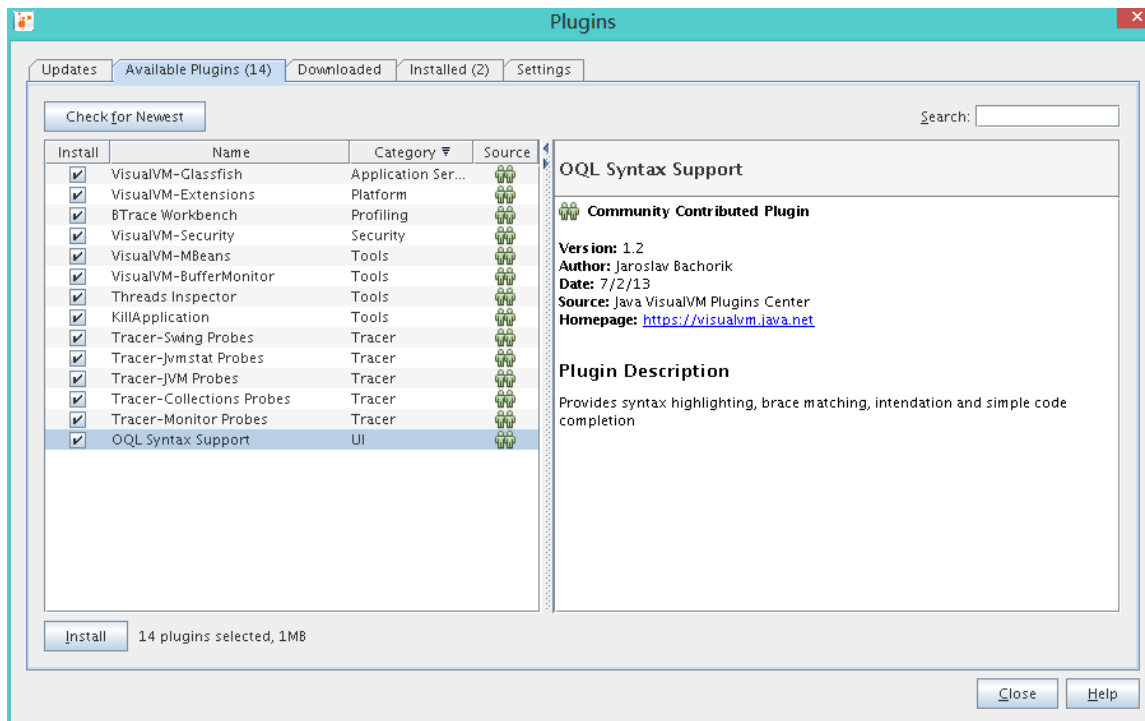 Plugins
Updates
Available Plugins (14)
Downloaded
Installed (2)
Settings
Check for Newest
Search:
Install Name Category Source
VisualVM-Glassfish Application Ser...
VisualVM-Extensions Platform
BTrace Workbench Profiling
VisualVM-Security Security
VisualVM-MBeans Tools
VisualVM-BufferMonitor Tools
Threads Inspector Tools
KillApplication Tools
Tracer-Swing Probes Tracer
Tracer-Jvmstat Probes Tracer
Tracer-JVM Probes Tracer
Tracer-Collections Probes Tracer
Tracer-Monitor Probes Tracer
OQL Syntax Support UI
OQL Syntax Support
Community Contributed Plugin
Version: 1.2
Author: Jaroslav Bachorik
Date: 7/2/13
Source: Java VisualVM Plugins Center
Homepage: https://visualvm.java.net
Plugin Description
Provides syntax highlighting, brace matching, intendation and simple code
completion
Install
14 plugins selected, 1MB
Close
Help